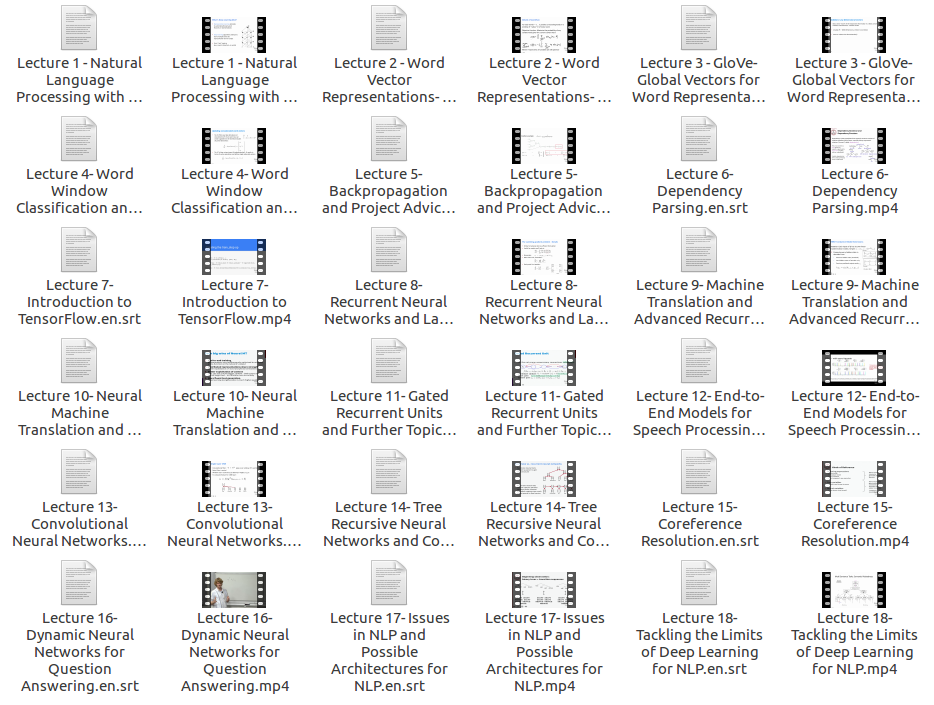 Lecture 1 - Natural
Language
Processing with ...
Lecture 1 - Natural
Language
Processing with ...
Lecture 2 - Word
Vector
Representations- ...
Lecture 2 - Word
Vector
Representations- ...
Lecture 3 - GloVe-
Global Vectors for
Word Representa...
Lecture 3 - GloVe-
Global Vectors for
Word Representa...
Lecture 4- Word
Window
Classification an...
Lecture 4- Word
Window
Classification an...
Lecture 5-
Backpropagation
and Project Advic...
Lecture 5-
Backpropagation
and Project Advic...
Lecture 6-
Dependency
Parsing.en.srt
Lecture 6-
Dependency
Parsing.mp4
Lecture 7-
Introduction to
TensorFlow.en.srt
Lecture 7-
Introduction to
TensorFlow.mp4
Lecture 8-
Recurrent Neural
Networks and La...
Lecture 8-
Recurrent Neural
Networks and La...
Lecture 9- Machine
Translation and
Advanced Recurr...
Lecture 9- Machine
Translation and
Advanced Recurr...
Lecture 10- Neural
Machine
Translation and ...
Lecture 10- Neural
Machine
Translation and ...
Lecture 11- Gated
Recurrent Units
and Further Topic...
Lecture 11- Gated
Recurrent Units
and Further Topic...
Lecture 12- End-to-
End Models for
Speech Processin...
Lecture 12- End-to-
End Models for
Speech Processin...
Lecture 13-
Convolutional
Neural Networks....
Lecture 13-
Convolutional
Neural Networks....
Lecture 14- Tree
Recursive Neural
Networks and Co...
Lecture 14- Tree
Recursive Neural
Networks and Co...
Lecture 15-
Coreference
Resolution.en.srt
Lecture 15-
Coreference
Resolution.mp4
Lecture 16-
Dynamic Neural
Networks for
Question
Answering.en.srt
Lecture 16-
Dynamic Neural
Networks for
Question
Answering.mp4
Lecture 17- Issues
in NLP and
Possible
Architectures for
NLP.en.srt
Lecture 17- Issues
in NLP and
Possible
Architectures for
NLP.mp4
Lecture 18-
Tackling the Limits
of Deep Learning
for NLP.en.srt
Lecture 18-
Tackling the Limits
of Deep Learning
for NLP.mp4